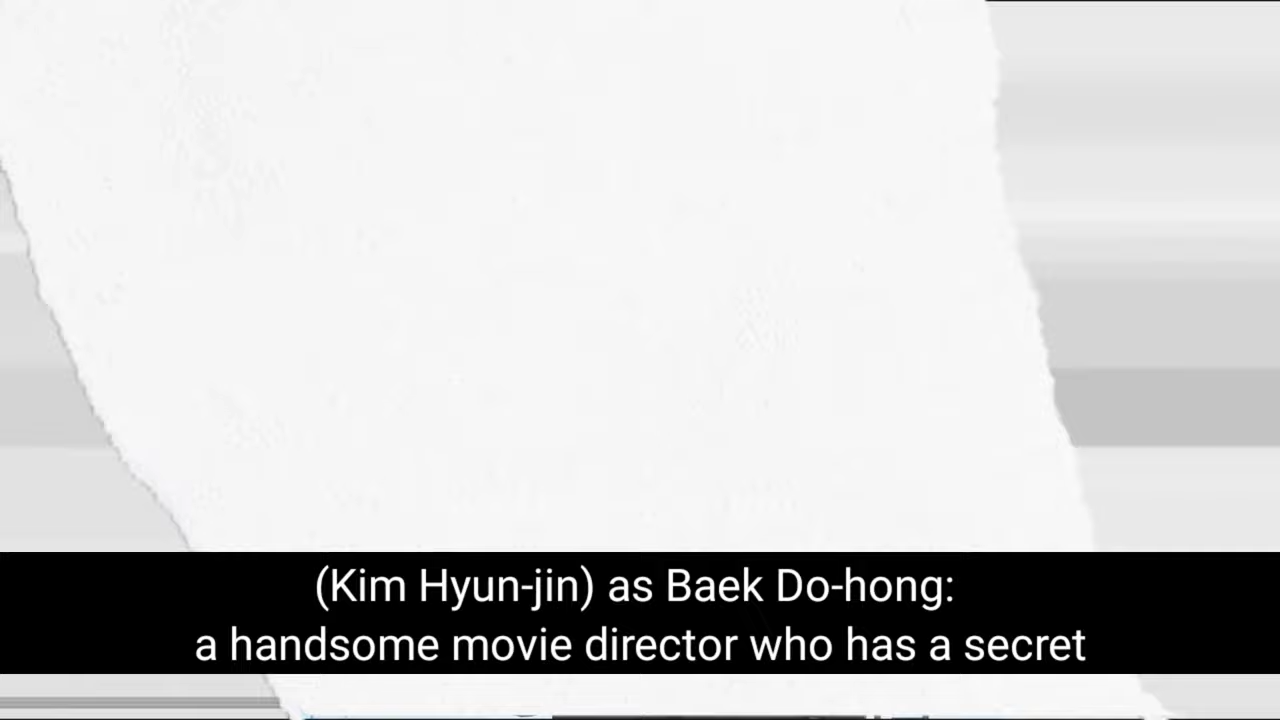 (Kim Hyun-jin) as Baek Do-hong:
a handsome movie director who has a secret